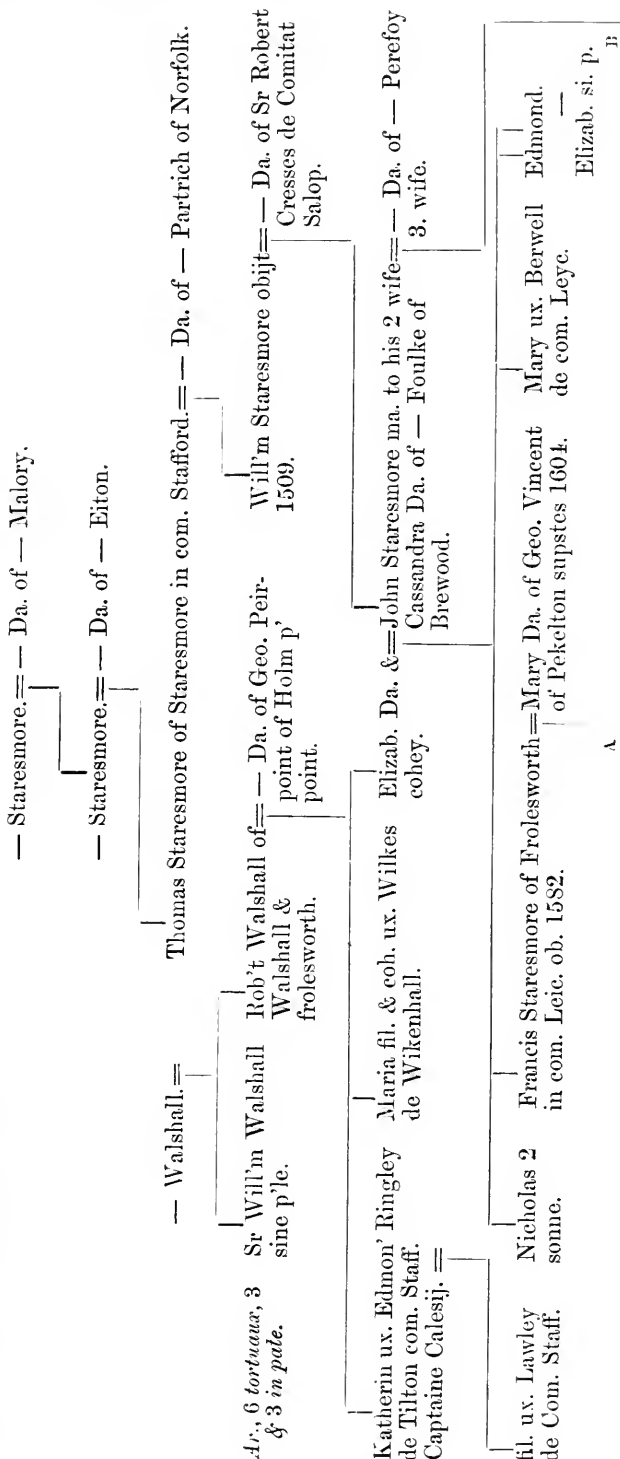 — Staresmore.═— Da. of — Malory.
— Staresmore.═— Da. of — Eiton.
— Walshall.═
Thomas Staresmore of Staresmore in com. Stafford.═— Da. of — Partrich of Norfolk.
Ar., 6 tortuaux, 3
& 3 in pale.
Sr Will'm Walshall
sine p'le.
Rob't Walshall of═— Da. of Geo. Peir-
Walshall & point of Holm p'
frolesworth. point.
Will'm Staresmore obijt═— Da. of Sr Robert
1509. Cresses de Comitat
Salop.
Katherin ux. Edmon' Ringley
de Tilton com. Staff.
Captaine Calesij. ═
Maria fil. & coh. ux. Wilkes
de Wikenhall.
Elizab. Da. &═John Staresmore ma. to his 2 wife═— Da. of — Perefoy
cohey. Cassandra Da. of — Foulke of 3. wife.
Brewood.
fil. ux. Lawley
de Com. Staff.
Nicholas 2
sonne.
Francis Staresmore of Frolesworth═Mary Da. of Geo. Vincent
in com. Leic. ob. 1582. of Pekelton supstes 1604.
Mary ux. Berwell
de com. Leyc.
Edmond.
—
Elizab. si. p.
A
B